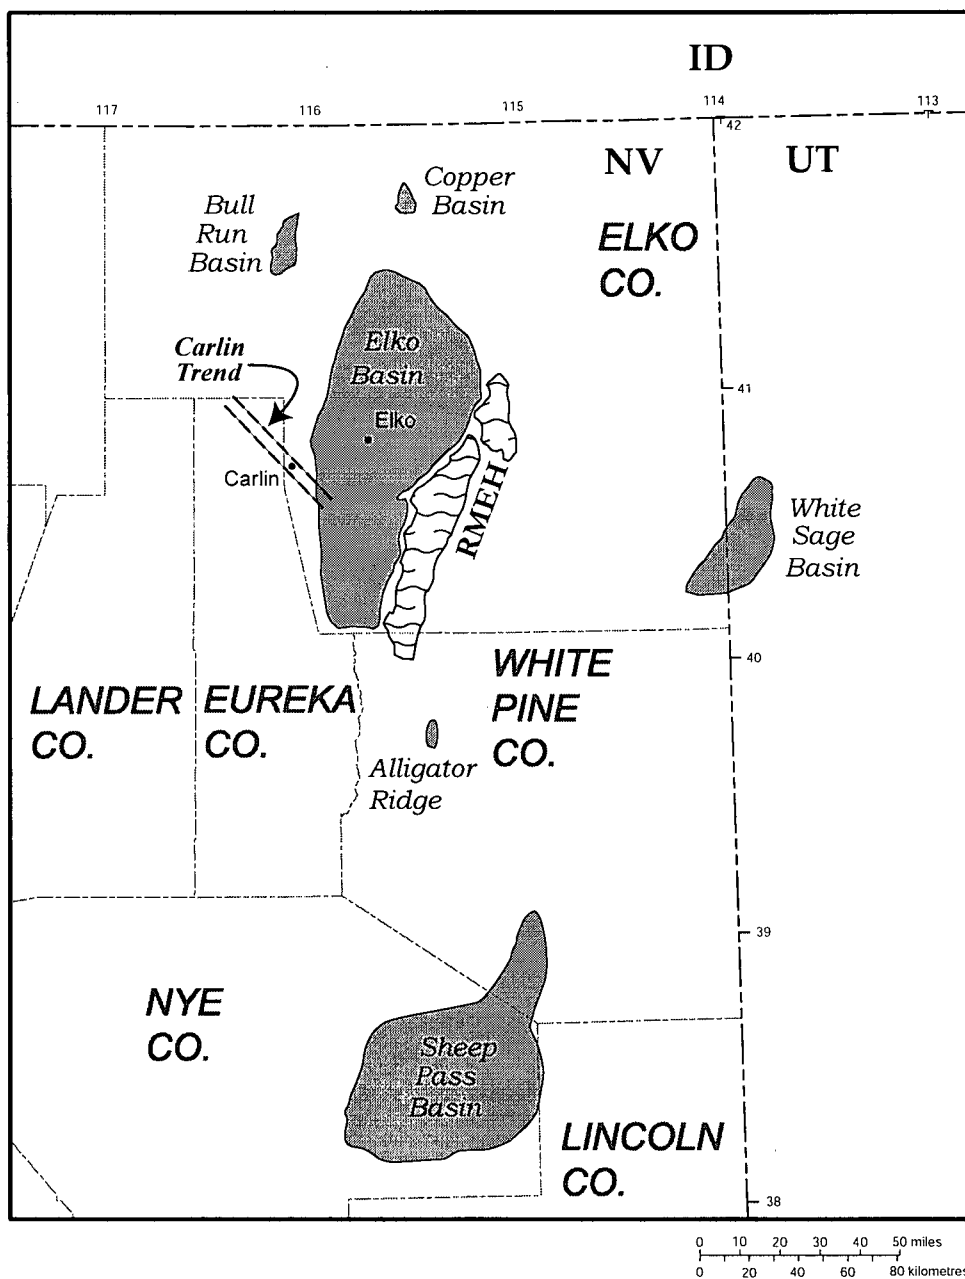 ID
117 116 115 114 113
42
NV UT
Copper
Basin
Bull
Run
Basin
ELKO
CO.
Elko
Basin
Carlin
Trend
41
Elko
Carlin
RMEH
White
Sage
Basin
40
LANDER
CO.
EUREKA
CO.
WHITE
PINE
CO.
Alligator
Ridge
39
NYE
CO.
Sheep
Pass
Basin
LINCOLN
CO.
38
0 10 20 30 40 50 miles
0 20 40 60 80 kilometres